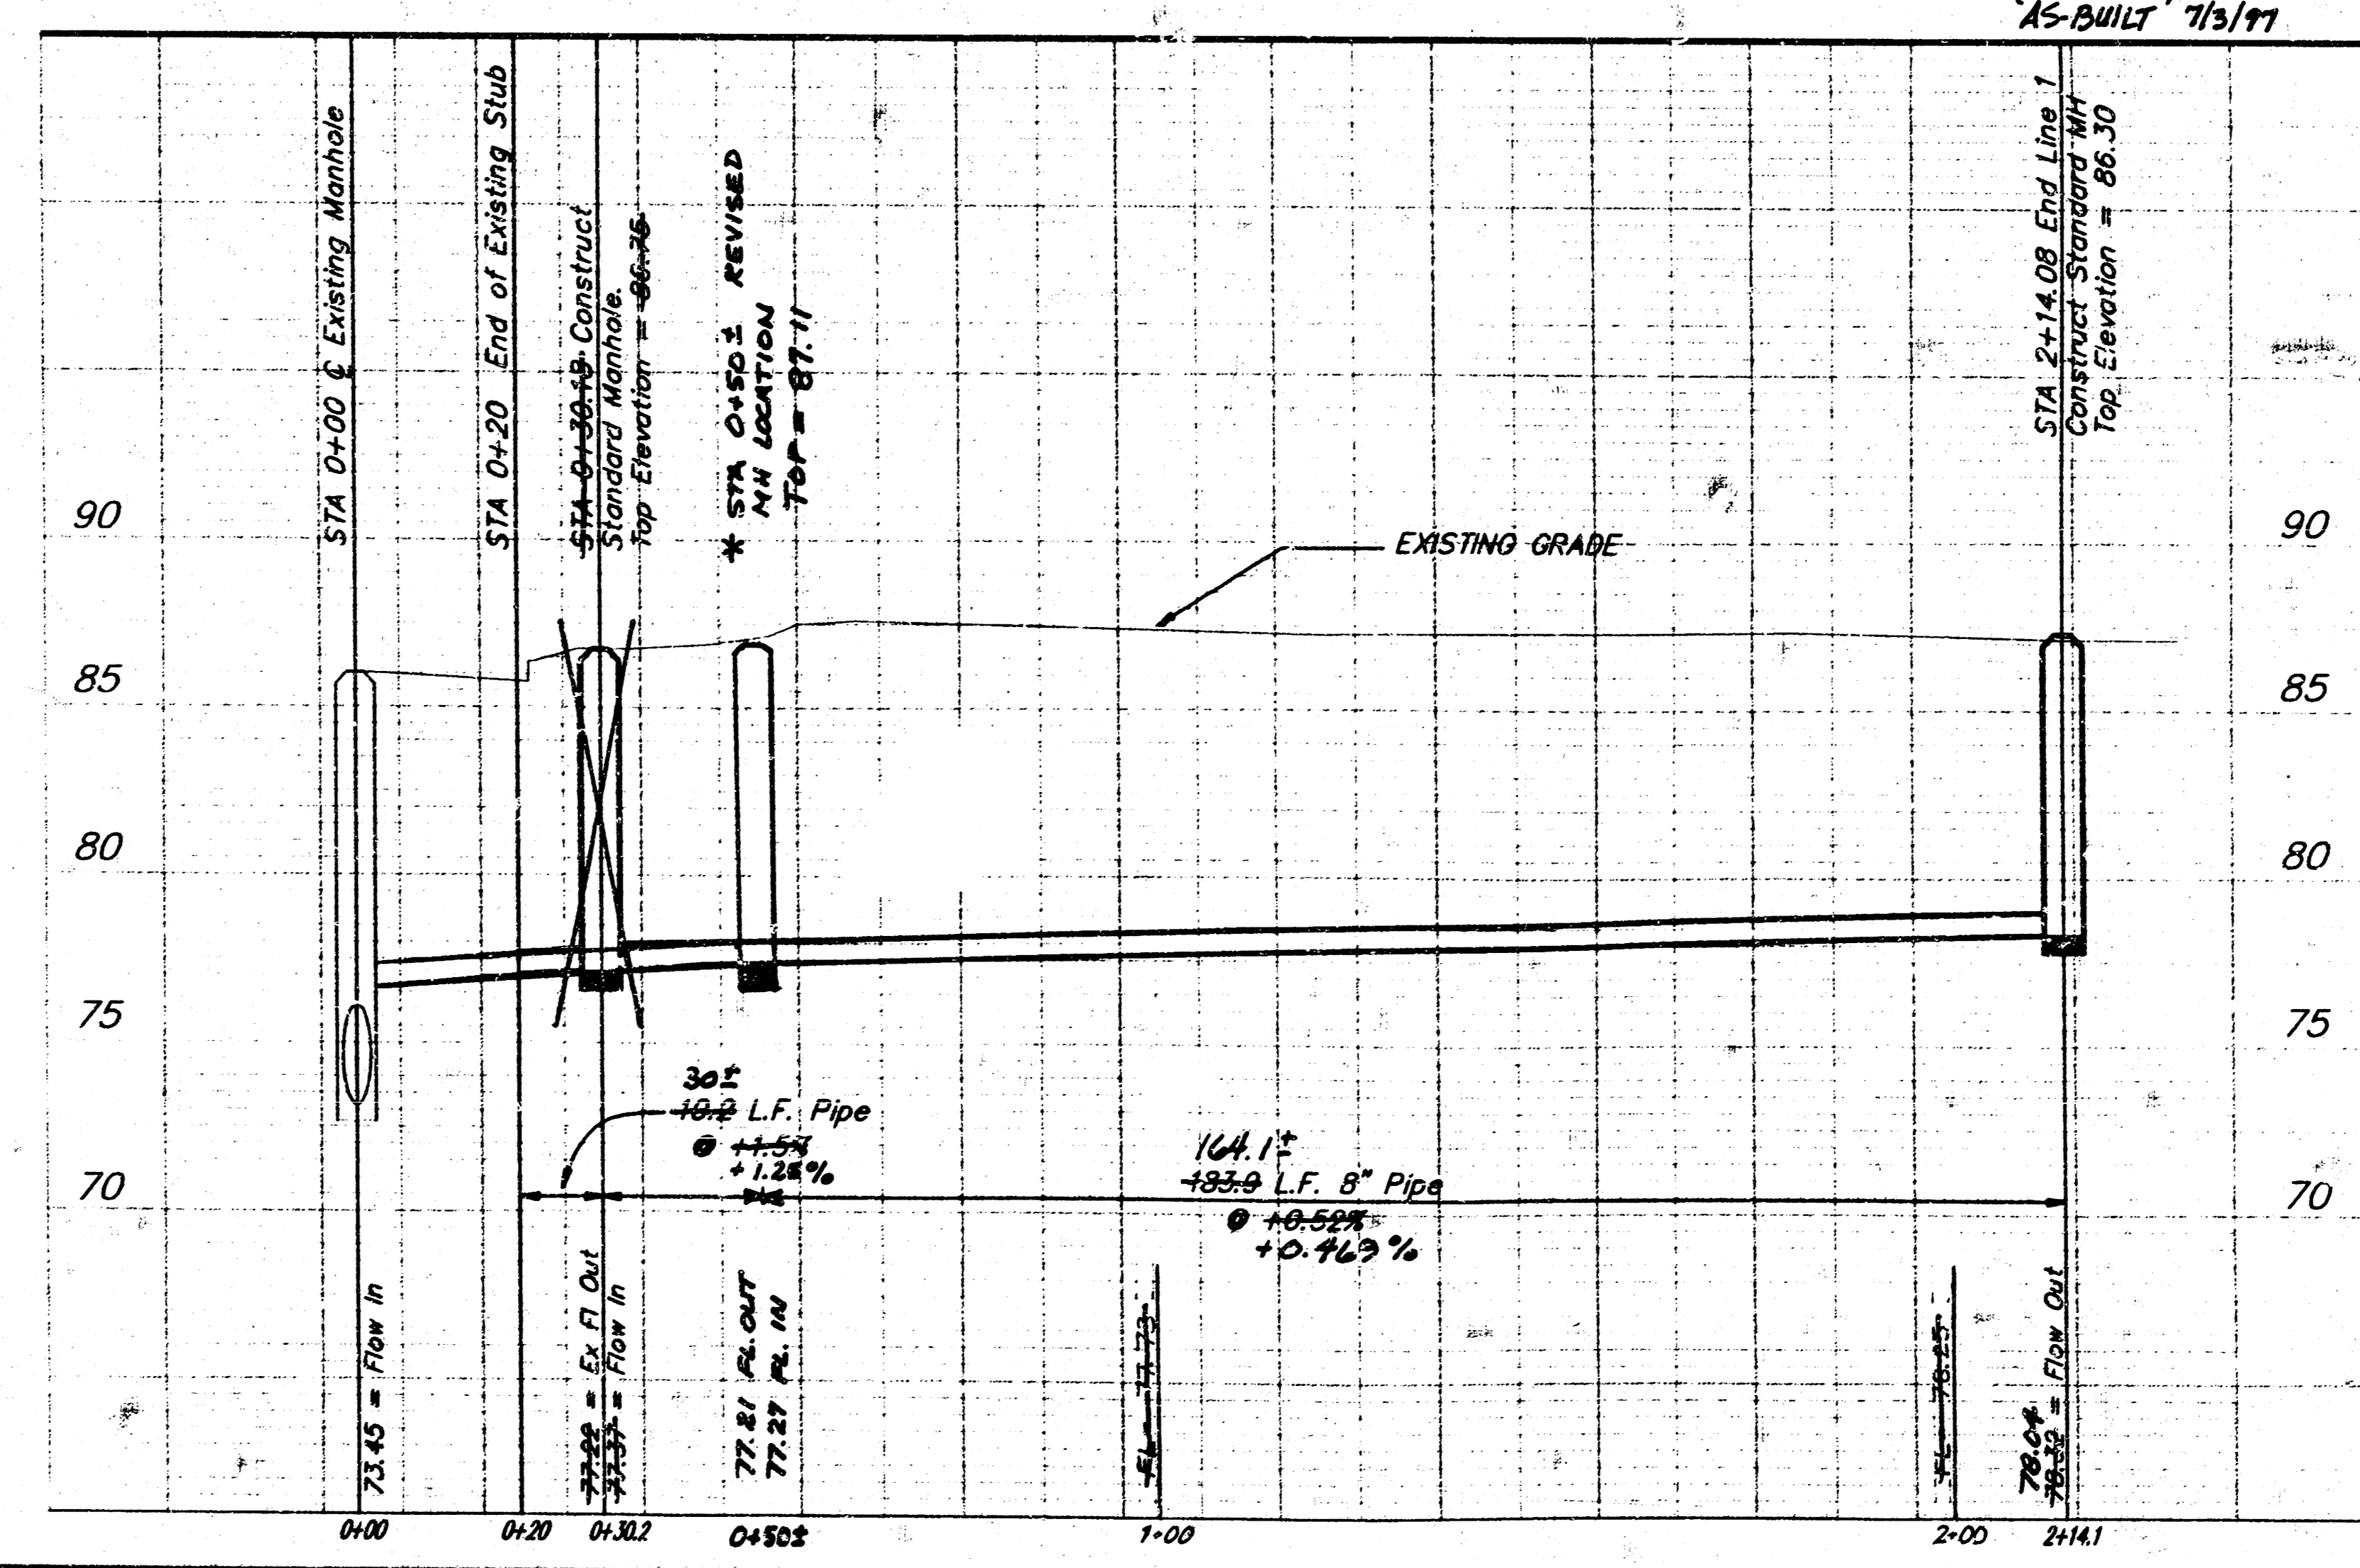 "AS-BUILT" 7/3/97
STA 0+00 ℄ Existing Manhole
STA 0+20 End of Existing Stub
STA 0+30.19 Construct
Standard Manhole.
Top Elevation = 86.75
* STA 0+50± REVISED
MH LOCATION
TOP = 87.11
STA 2+14.08 End Line 1
Construct Standard MH
Top Elevation = 86.30
90
90
EXISTING GRADE
85
85
80
80
75
75
30±
10.2 L.F. Pipe
@ +1.5%
+1.25%
164.1±
183.9 L.F. 8" Pipe
@ +0.52%
+0.469%
70
70
73.45 = Flow In
77.22 = Ex Fl Out
77.37 = Flow In
77.21 FL.OUT
77.27 FL. IN
FL = 77.73
FL = 78.25
78.04
78.32 = Flow Out
0+00
0+20
0+30.2
0+50±
1+00
2+00
2+14.1